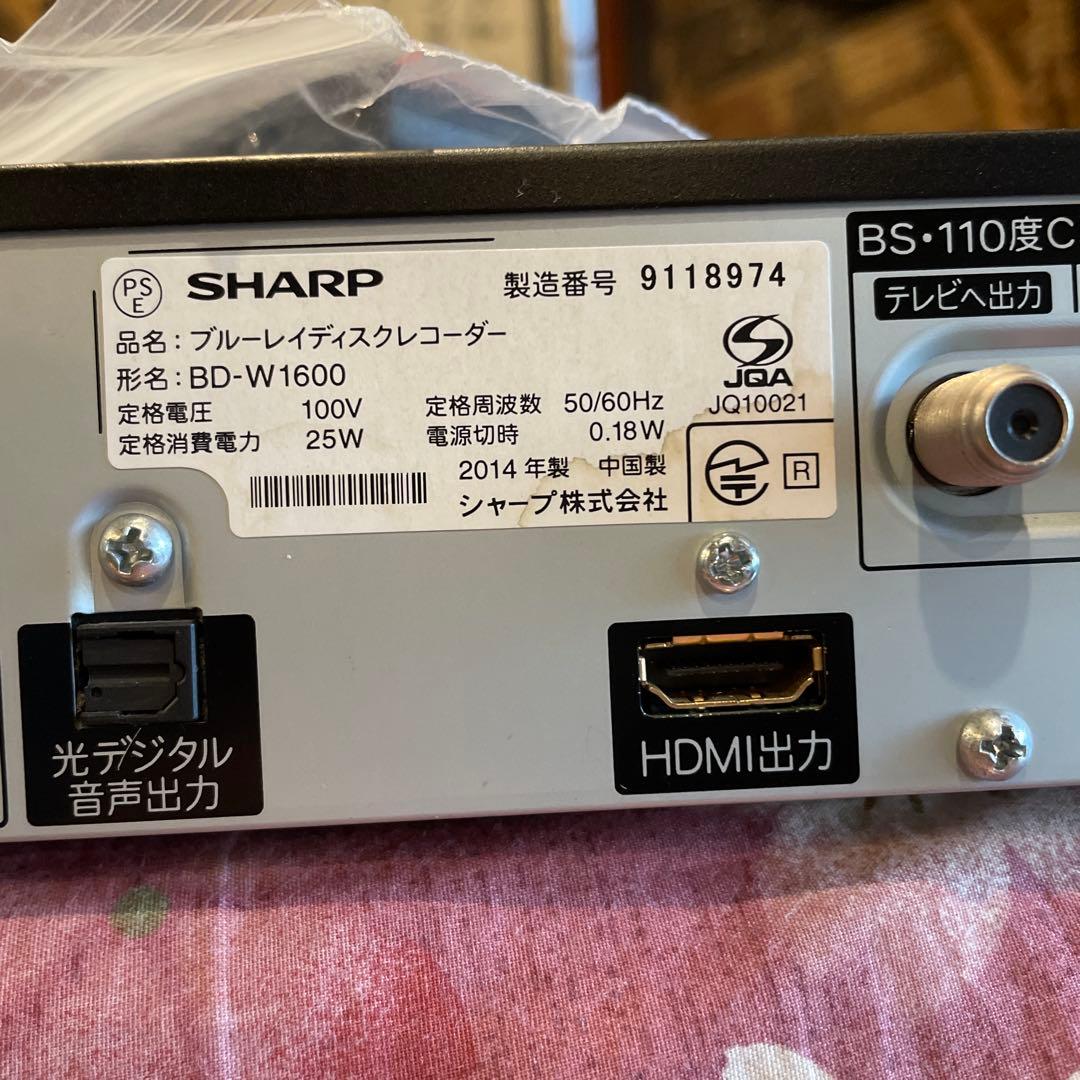 PS
E
SHARP
製造番号 9118974
品名：ブルーレイディスクレコーダー
形名：BD-W1600
定格電圧 100V 定格周波数 50/60Hz
定格消費電力 25W 電源切時 0.18W
2014年製 中国製
シャープ株式会社
JQA
JQ10021
R
BS・110度C
テレビへ出力
光デジタル
音声出力
HDMI出力